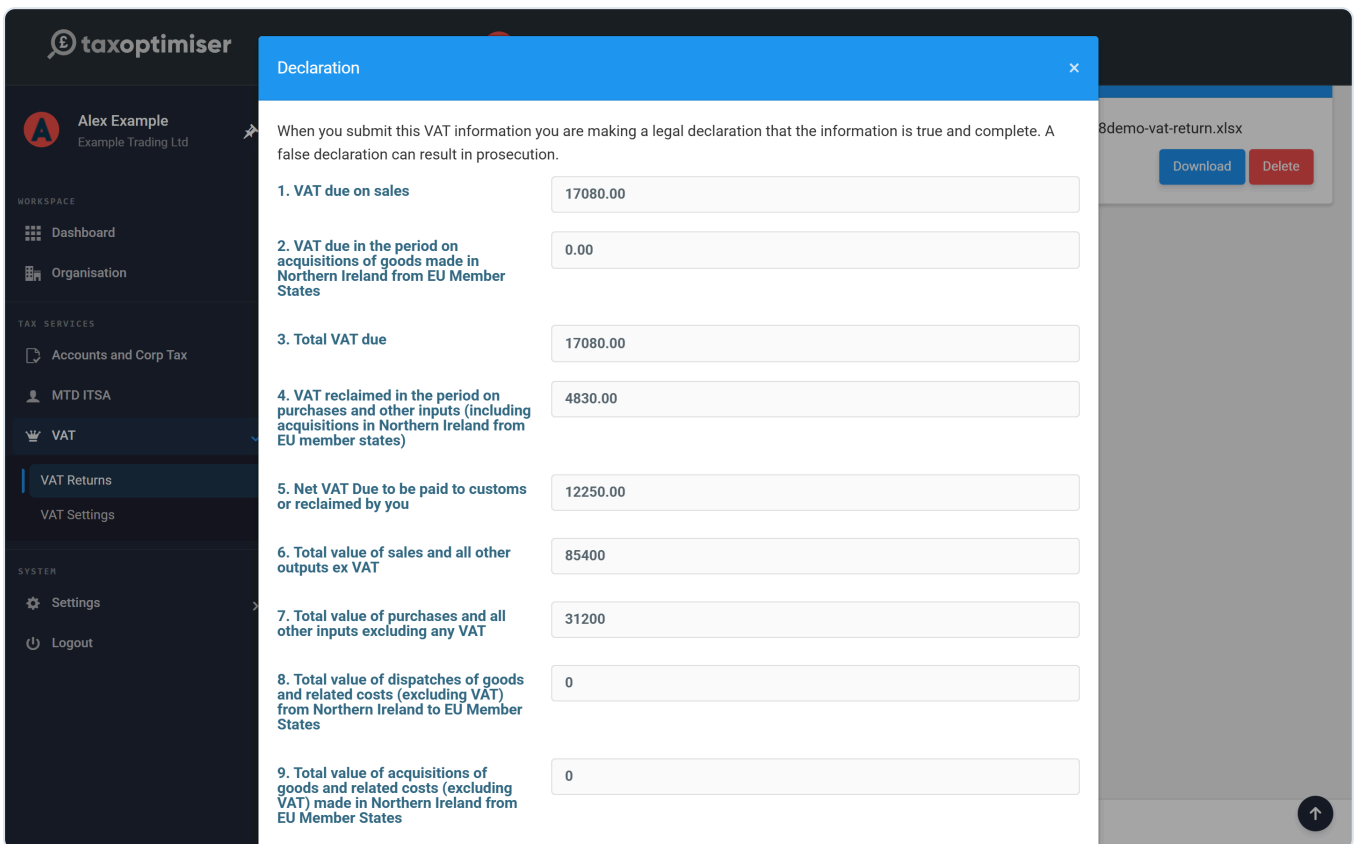 taxoptimiser
Declaration
×
Alex Example
Example Trading Ltd
8demo-vat-return.xlsx
Download
Delete
When you submit this VAT information you are making a legal declaration that the information is true and complete. A
false declaration can result in prosecution.
WORKSPACE
Dashboard
Organisation
TAX SERVICES
Accounts and Corp Tax
MTD ITSA
VAT
VAT Returns
VAT Settings
SYSTEM
Settings
Logout
1. VAT due on sales
17080.00
2. VAT due in the period on
acquisitions of goods made in
Northern Ireland from EU Member
States
0.00
3. Total VAT due
17080.00
4. VAT reclaimed in the period on
purchases and other inputs (including
acquisitions in Northern Ireland from
EU member states)
4830.00
5. Net VAT Due to be paid to customs
or reclaimed by you
12250.00
6. Total value of sales and all other
outputs ex VAT
85400
7. Total value of purchases and all
other inputs excluding any VAT
31200
8. Total value of dispatches of goods
and related costs (excluding VAT)
from Northern Ireland to EU Member
States
0
9. Total value of acquisitions of
goods and related costs (excluding
VAT) made in Northern Ireland from
EU Member States
0